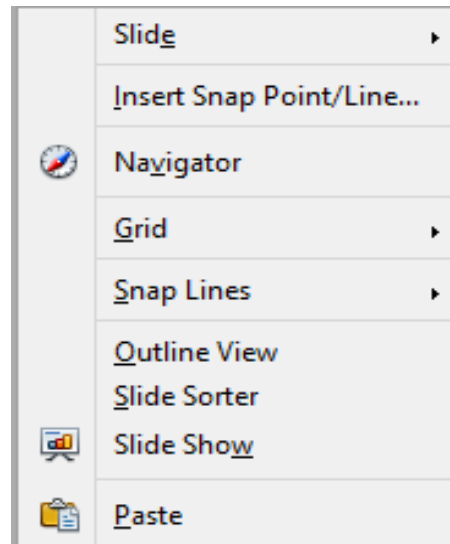 Slide
Insert Snap Point/Line...
Navigator
Grid
Snap Lines
Outline View
Slide Sorter
Slide Show
Paste